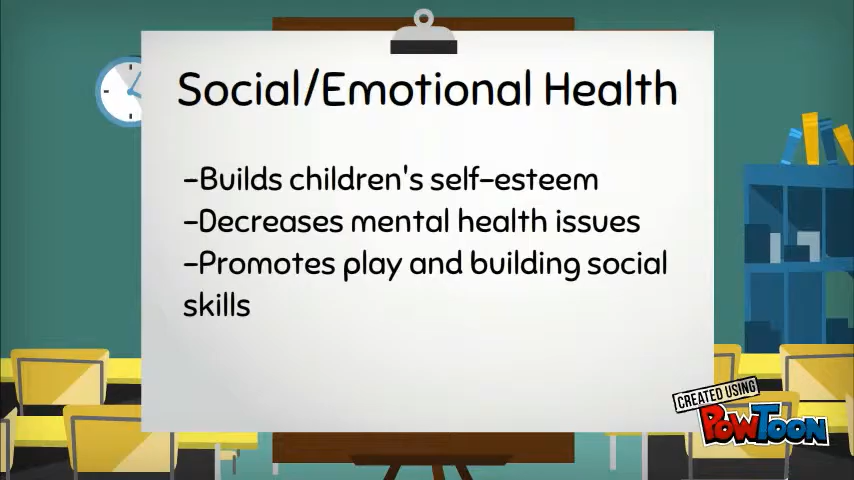 Social/Emotional Health
-Builds children's self-esteem
-Decreases mental health issues
-Promotes play and building social
skills
CREATED USING
POWTOON